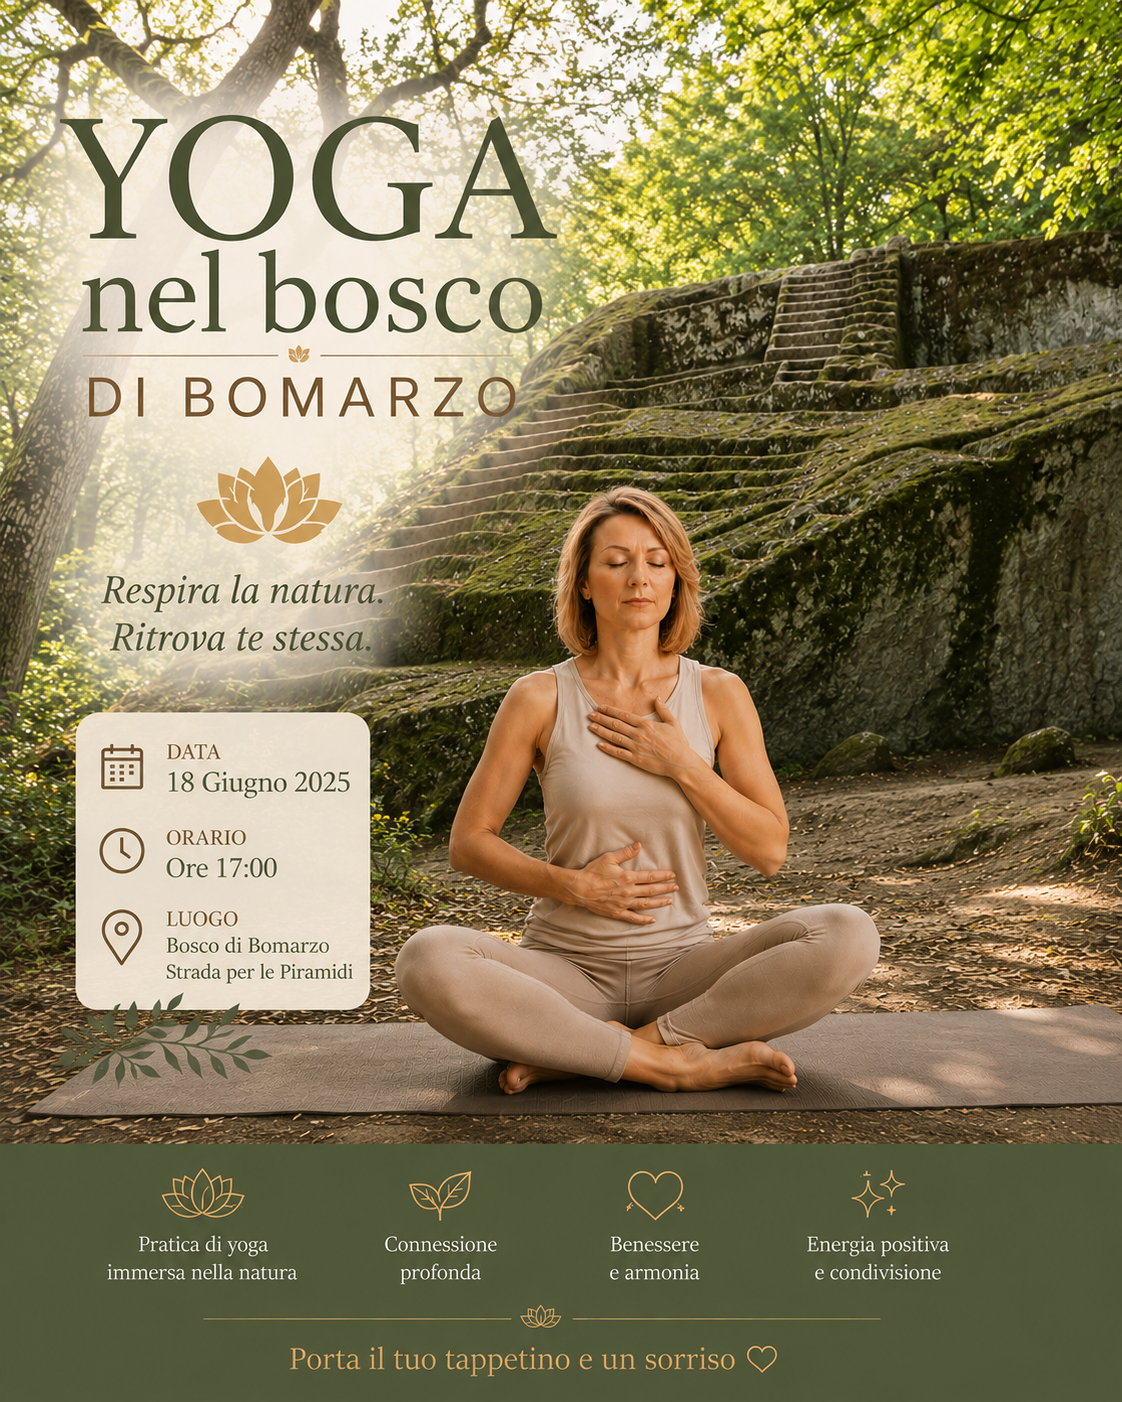 YOGA
nel bosco
DI BOMARZO
Respira la natura.
Ritrova te stessa.
DATA
18 Giugno 2025
ORARIO
Ore 17:00
LUOGO
Bosco di Bomarzo
Strada per le Piramidi
Pratica di yoga
immersa nella natura
Connessione
profonda
Benessere
e armonia
Energia positiva
e condivisione
Porta il tuo tappetino e un sorriso